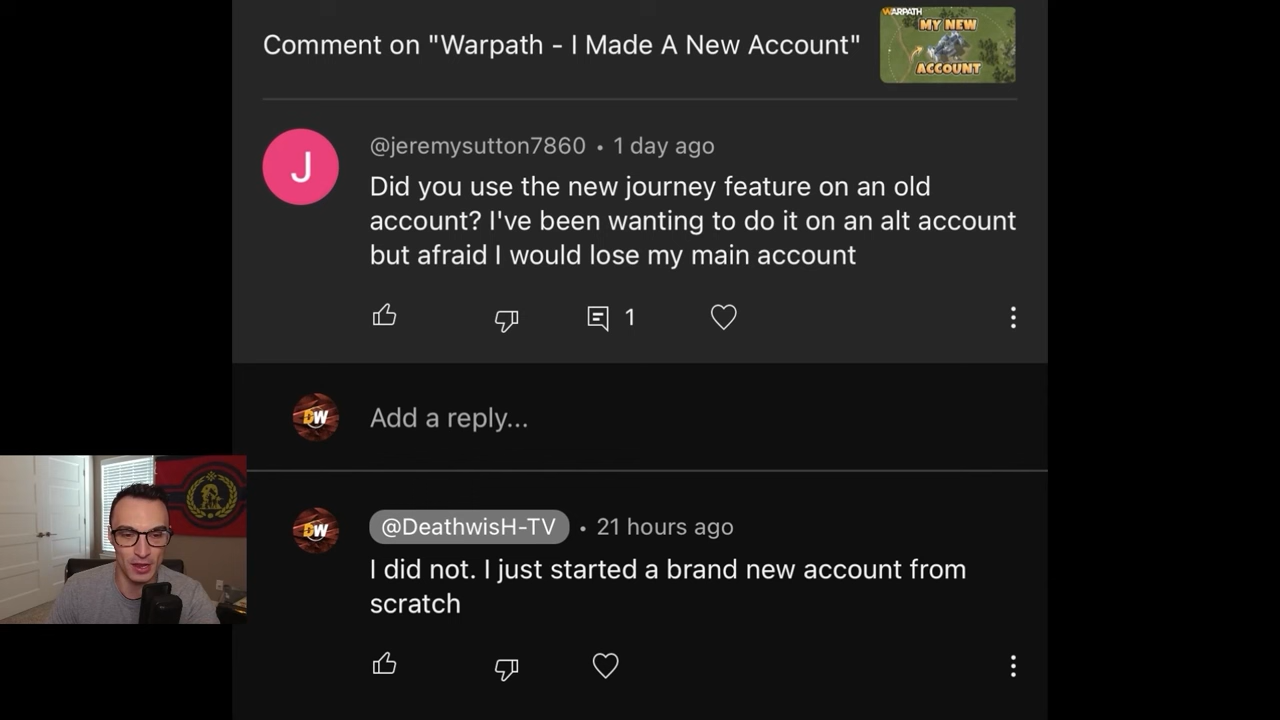 Comment on "Warpath - I Made A New Account"
WARPATH
MY NEW
ACCOUNT
J
@jeremysutton7860 • 1 day ago
Did you use the new journey feature on an old
account? I've been wanting to do it on an alt account
but afraid I would lose my main account
1
DW
Add a reply...
DW
@DeathwisH-TV • 21 hours ago
I did not. I just started a brand new account from
scratch